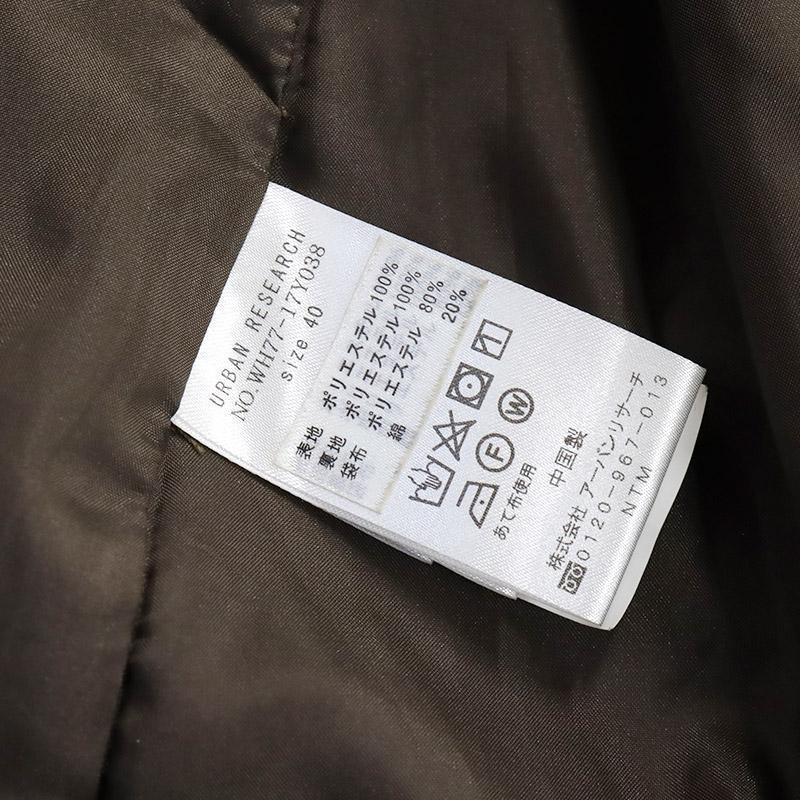 URBAN RESEARCH
NO.WH77-17Y038
size 40
表地 ポリエステル100%
裏地 ポリエステル100%
袋布 ポリエステル 80%
綿 20%
F W
あて布使用
中国製
株式会社 アーバンリサーチ
0120-967-013
NTM